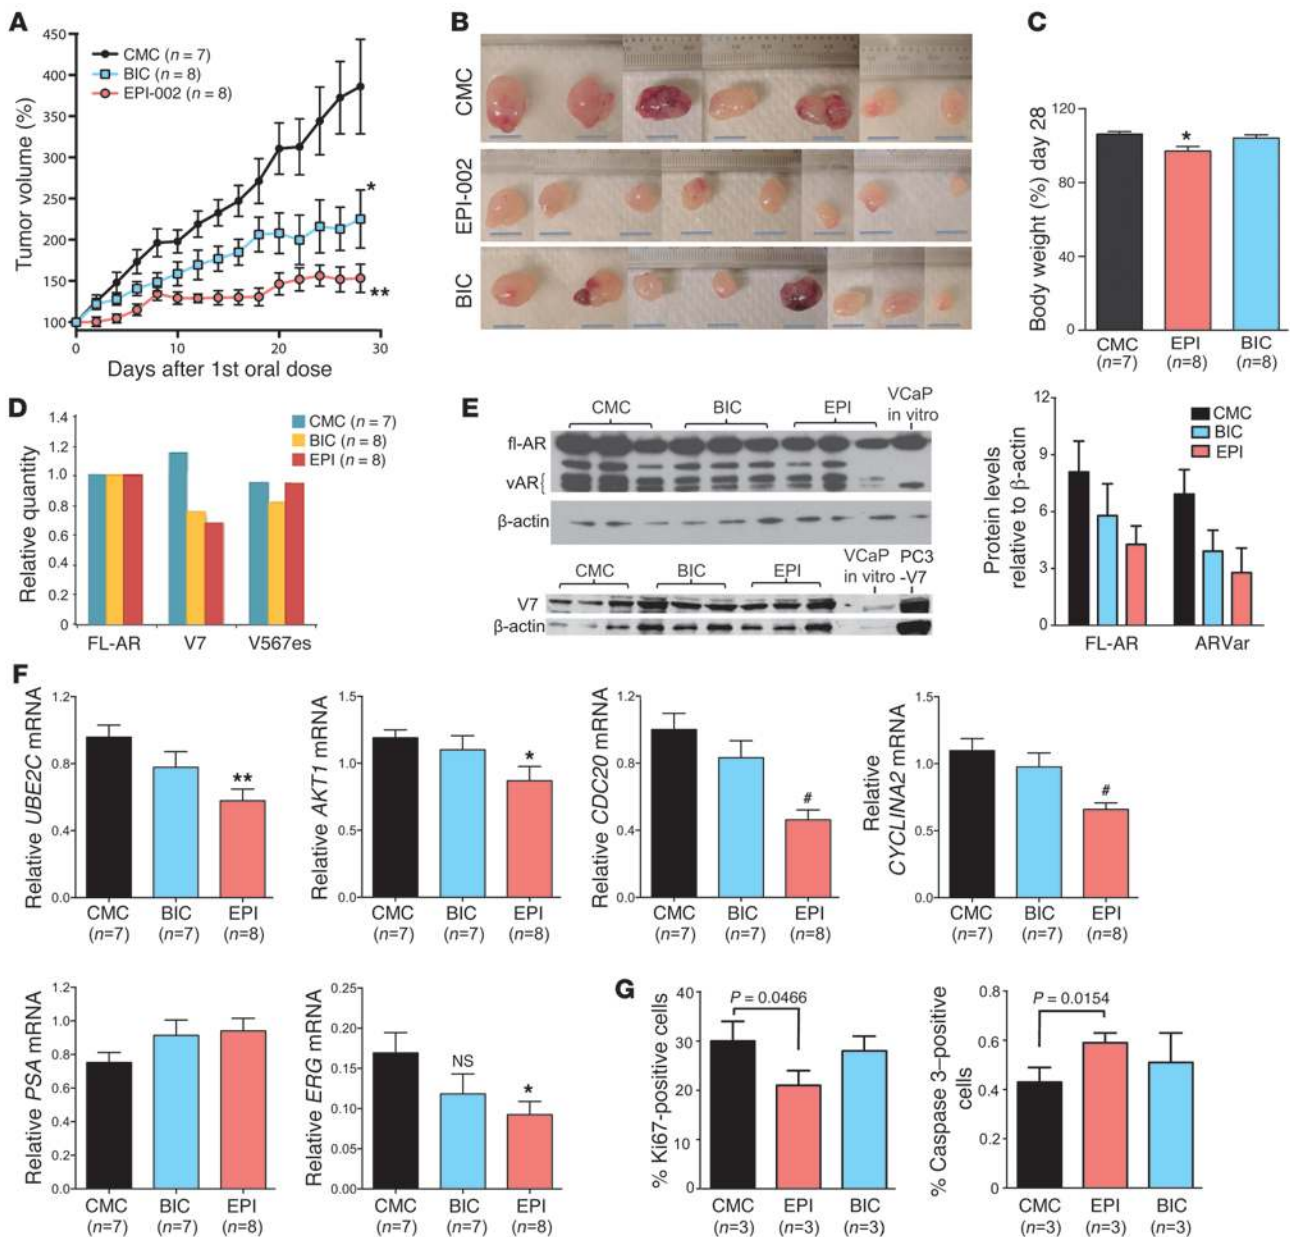 A
CMC (n = 7)
BIC (n = 8)
EPI-002 (n = 8)
Tumor volume (%)
450
400
350
300
250
200
150
100
*
**
0
10
20
30
Days after 1st oral dose
B
CMC
EPI-002
BIC
C
Body weight (%) day 28
120
80
40
0
*
CMC
EPI
BIC
(n=7)
(n=8)
(n=8)
D
CMC (n = 7)
BIC (n = 8)
EPI (n = 8)
Relative quantity
1.4
1.2
1.0
0.8
0.6
0.4
0.2
0
FL-AR
V7
V567es
E
CMC
BIC
EPI
VCaP
in vitro
fl-AR
vAR{
β-actin
CMC
BIC
EPI
VCaP
in vitro
PC3
-V7
V7
β-actin
Protein levels
relative to β-actin
12
9
6
3
0
CMC
BIC
EPI
FL-AR
ARVar
F
Relative UBE2C mRNA
1.2
0.8
0.4
0.0
**
CMC
BIC
EPI
(n=7)
(n=7)
(n=8)
Relative AKT1 mRNA
1.5
1.0
0.5
0.0
*
CMC
BIC
EPI
(n=7)
(n=7)
(n=8)
Relative CDC20 mRNA
1.2
0.8
0.4
0.0
#
CMC
BIC
EPI
(n=7)
(n=7)
(n=8)
Relative
CYCLINA2 mRNA
1.5
1.0
0.5
0.0
#
CMC
BIC
EPI
(n=7)
(n=7)
(n=8)
Relative PSA mRNA
1.2
1.0
0.8
0.6
0.4
0.2
0.0
CMC
BIC
EPI
(n=7)
(n=7)
(n=8)
Relative ERG mRNA
0.25
0.20
0.15
0.10
0.05
0.00
NS
*
CMC
BIC
EPI
(n=7)
(n=7)
(n=8)
G
% Ki67-positive cells
40
30
20
10
0
P = 0.0466
CMC
EPI
BIC
(n=3)
(n=3)
(n=3)
% Caspase 3–positive
cells
0.8
0.6
0.4
0.2
0.0
P = 0.0154
CMC
EPI
BIC
(n=3)
(n=3)
(n=3)